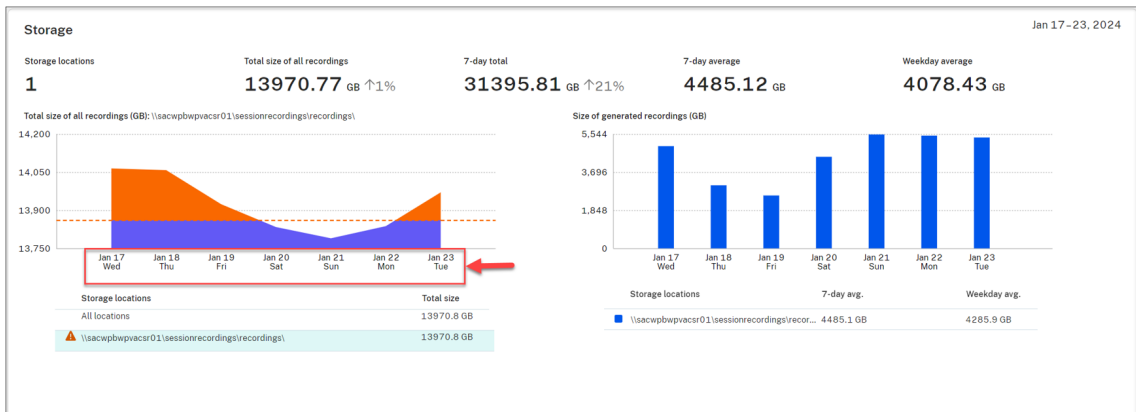 Storage
Jan 17–23, 2024
Storage locations
1
Total size of all recordings
13970.77 GB ↑1%
7-day total
31395.81 GB ↑21%
7-day average
4485.12 GB
Weekday average
4078.43 GB
Total size of all recordings (GB): \\sacwpbwpvacsr01\sessionrecordings\recordings\
14,200
14,050
13,900
13,750
Jan 17 Jan 18 Jan 19 Jan 20 Jan 21 Jan 22 Jan 23
Wed Thu Fri Sat Sun Mon Tue
Storage locations Total size
All locations 13970.8 GB
\\sacwpbwpvacsr01\sessionrecordings\recordings\ 13970.8 GB
Size of generated recordings (GB)
5,544
3,696
1,848
0
Jan 17 Jan 18 Jan 19 Jan 20 Jan 21 Jan 22 Jan 23
Wed Thu Fri Sat Sun Mon Tue
Storage locations 7-day avg. Weekday avg.
\\sacwpbwpvacsr01\sessionrecordings\recor... 4485.1 GB 4285.9 GB